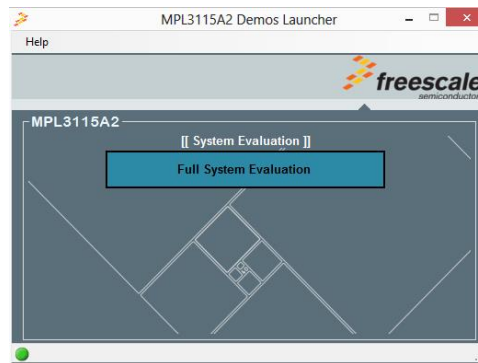 MPL3115A2 Demos Launcher
Help
freescale
semiconductor
MPL3115A2
[[ System Evaluation ]]
Full System Evaluation